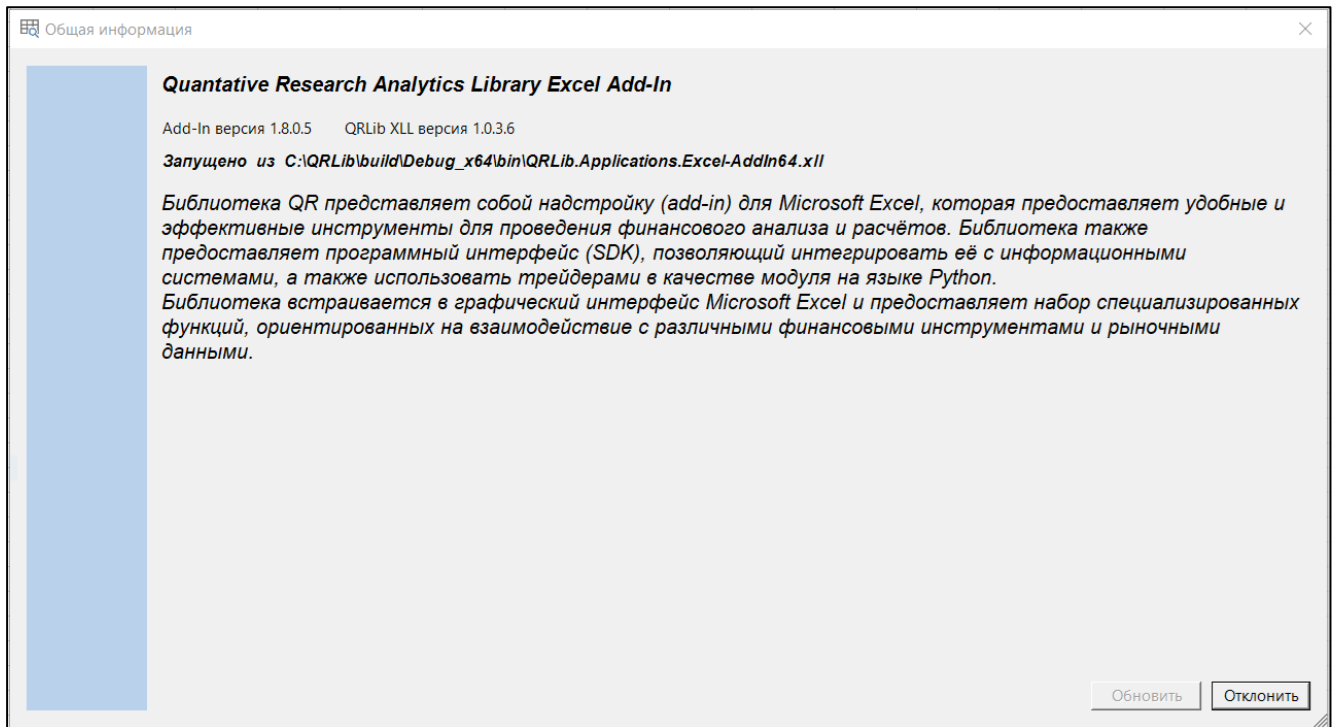 Общая информация
Quantative Research Analytics Library Excel Add-In
Add-In версия 1.8.0.5 QRLib XLL версия 1.0.3.6
Запущено из C:\QRLib\build\Debug_x64\bin\QRLib.Applications.Excel-AddIn64.xll
Библиотека QR представляет собой надстройку (add-in) для Microsoft Excel, которая предоставляет удобные и
эффективные инструменты для проведения финансового анализа и расчётов. Библиотека также
предоставляет программный интерфейс (SDK), позволяющий интегрировать её с информационными
системами, а также использовать трейдерами в качестве модуля на языке Python.
Библиотека встраивается в графический интерфейс Microsoft Excel и предоставляет набор специализированных
функций, ориентированных на взаимодействие с различными финансовыми инструментами и рыночными
данными.
Обновить Отклонить